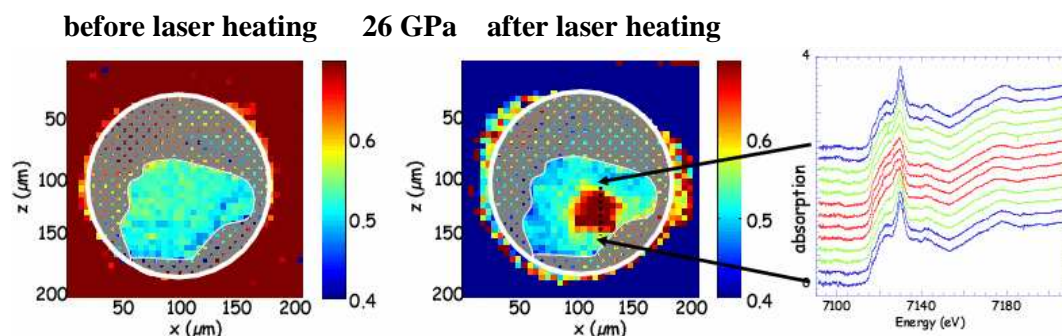 before laser heating 26 GPa after laser heating
50
100
150
200
z (µm)
50 100 150 200
x (µm)
0.6
0.5
0.4
50
100
150
200
z (µm)
50 100 150 200
x (µm)
0.6
0.5
0.4
4
absorption
0
7100 7140 7180
Energy (eV)